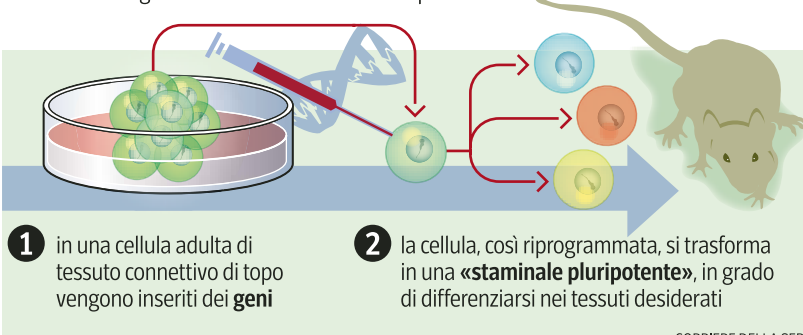 1 in una cellula adulta di
tessuto connettivo di topo
vengono inseriti dei geni
2 la cellula, così riprogrammata, si trasforma
in una «staminale pluripotente», in grado
di differenziarsi nei tessuti desiderati